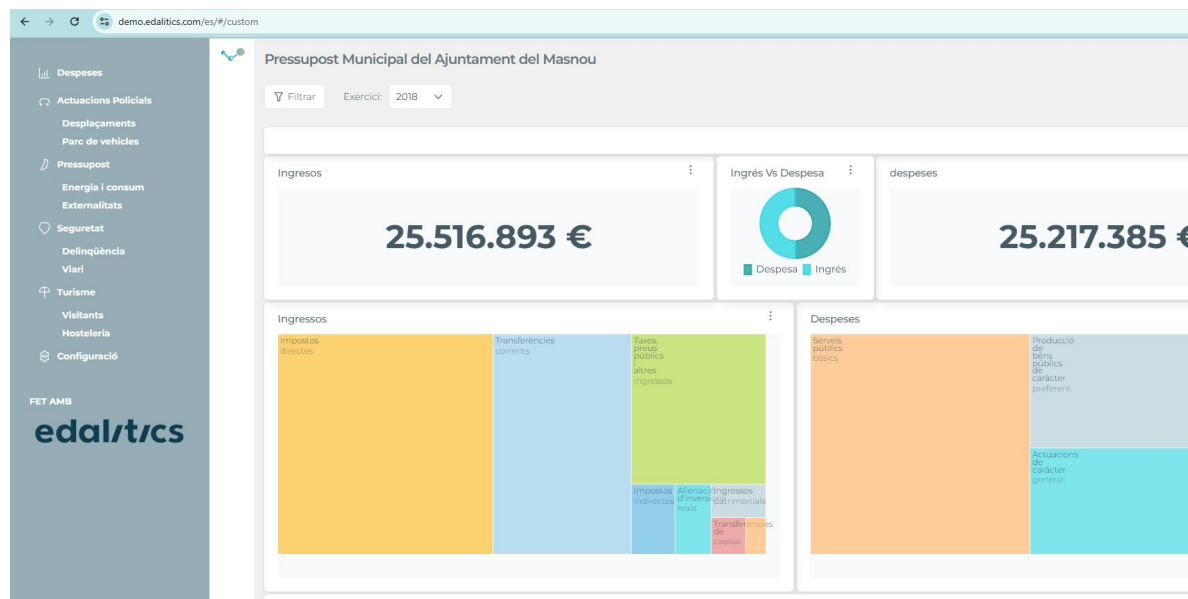 demo.edalitics.com/es/#/custom
Despeses
Actuacions Policials
Desplaçaments
Parc de vehicles
Pressupost
Energia i consum
Externalitats
Seguretat
Delinqüència
Viari
Turisme
Visitants
Hosteleria
Configuració
FET AMB
edalitics
Pressupost Municipal del Ajuntament del Masnou
Filtrar
Exercici: 2018
Ingresos
25.516.893 €
Ingrés Vs Despesa
Despesa Ingrés
despeses
25.217.385 €
Ingressos
Impostos
directes
Transferències
corrents
Taxes,
preus
públics
i
altres
ingressos
Impostos
indirectes
Alienació
d'inversions
reals
Ingressos
patrimonials
Transferències
de
capital
Despeses
Serveis
públics
bàsics
Producció
de
béns
públics
de
caràcter
preferent
Actuacions
de
caràcter
general